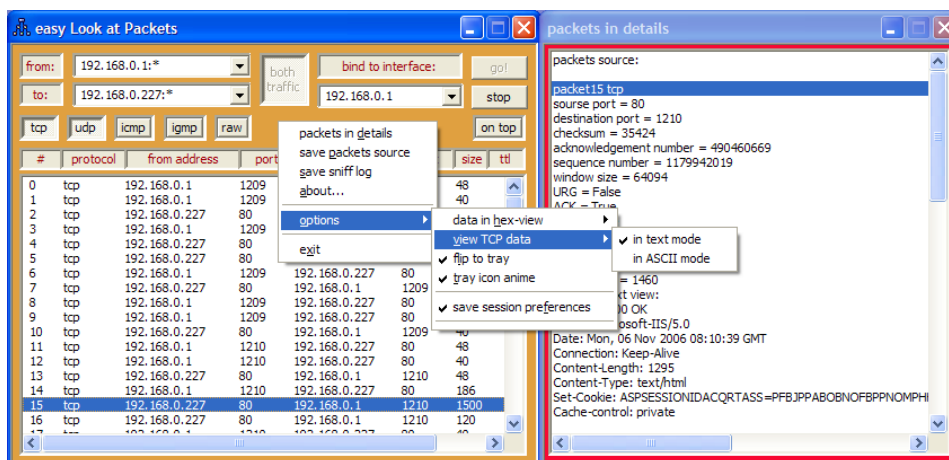 easy Look at Packets
from: 192.168.0.1:*
both traffic
bind to interface:
go!
to: 192.168.0.227:*
192.168.0.1
stop
tcp udp icmp igmp raw
on top
# protocol from address port size ttl
0 tcp 192.168.0.1 1209 48
1 tcp 192.168.0.1 1209 40
2 tcp 192.168.0.227 80
3 tcp 192.168.0.1 1209
4 tcp 192.168.0.227 80
5 tcp 192.168.0.227 80
6 tcp 192.168.0.1 1209 192.168.0.227 80
7 tcp 192.168.0.227 80 192.168.0.1 1209
8 tcp 192.168.0.1 1209 192.168.0.227 80
9 tcp 192.168.0.1 1209 192.168.0.227 80
10 tcp 192.168.0.227 80 192.168.0.1 1209 40
11 tcp 192.168.0.1 1210 192.168.0.227 80 48
12 tcp 192.168.0.1 1210 192.168.0.227 80 40
13 tcp 192.168.0.227 80 192.168.0.1 1210 48
14 tcp 192.168.0.1 1210 192.168.0.227 80 186
15 tcp 192.168.0.227 80 192.168.0.1 1210 1500
16 tcp 192.168.0.227 80 192.168.0.1 1210 120
packets in details
save packets source
save sniff log
about...
options
exit
data in hex-view
view TCP data
flip to tray
tray icon anime
save session preferences
in text mode
in ASCII mode
packets in details
packets source:
packet15 tcp
sourse port = 80
destination port = 1210
checksum = 35424
acknowledgement number = 490460669
sequence number = 1179942019
window size = 64094
URG = False
ACK = True
= 1460
xt view:
00 OK
osoft-IIS/5.0
Date: Mon, 06 Nov 2006 08:10:39 GMT
Connection: Keep-Alive
Content-Length: 1295
Content-Type: text/html
Set-Cookie: ASPSESSIONIDACQRTASS=PFBJPPABOBNOFBPPNOMPH
Cache-control: private